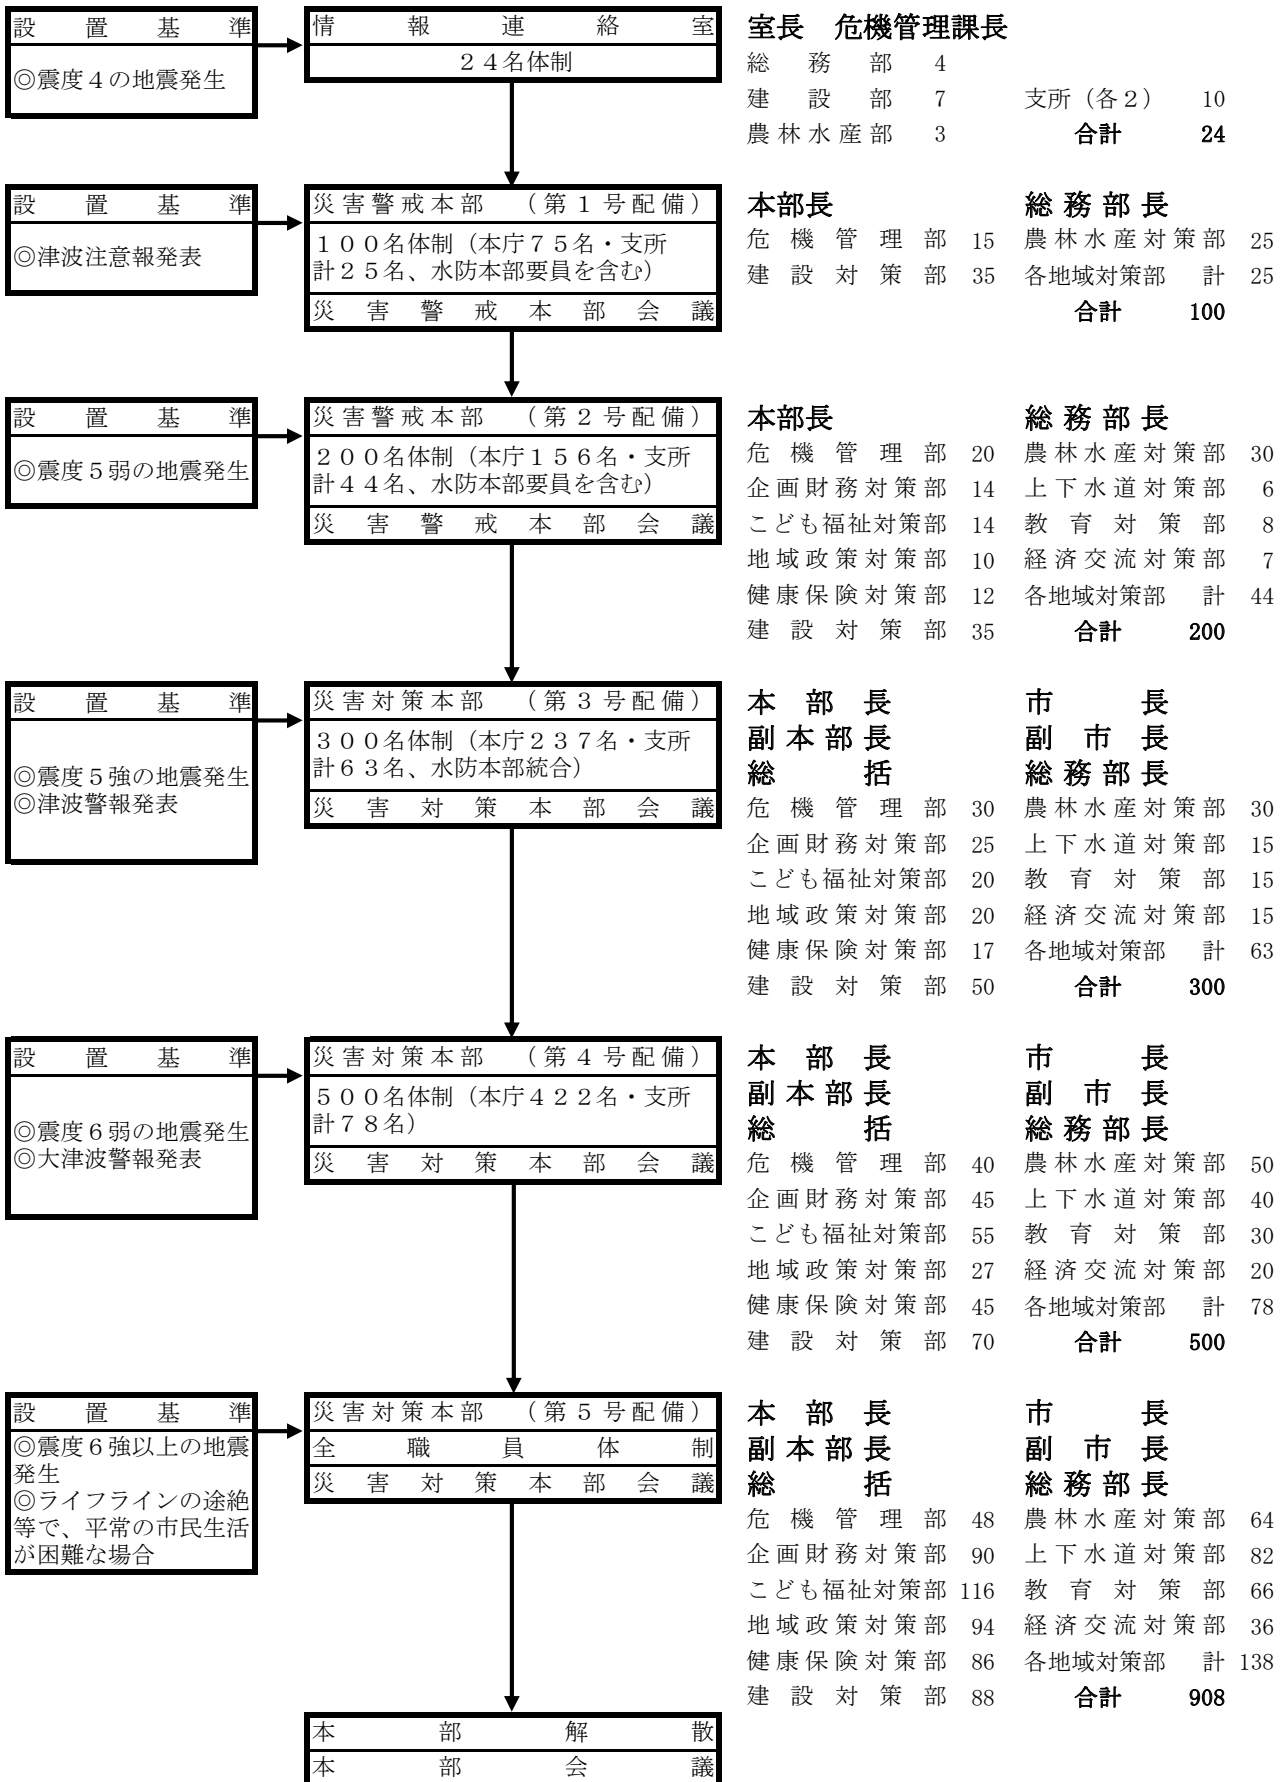 設置基準
◎震度４の地震発生
情報連絡室
２４名体制
室長 危機管理課長
総務部 4
建設部 7 支所（各２） 10
農林水産部 3 合計 24
設置基準
◎津波注意報発表
災害警戒本部 （第１号配備）
１００名体制（本庁７５名・支所
計２５名、水防本部要員を含む）
災害警戒本部会議
本部長 総務部長
危機管理部 15 農林水産対策部 25
建設対策部 35 各地域対策部 計 25
合計 100
設置基準
◎震度５弱の地震発生
災害警戒本部 （第２号配備）
２００名体制（本庁１５６名・支所
計４４名、水防本部要員を含む）
災害警戒本部会議
本部長 総務部長
危機管理部 20 農林水産対策部 30
企画財務対策部 14 上下水道対策部 6
こども福祉対策部 14 教育対策部 8
地域政策対策部 10 経済交流対策部 7
健康保険対策部 12 各地域対策部 計 44
建設対策部 35 合計 200
設置基準
◎震度５強の地震発生
◎津波警報発表
災害対策本部 （第３号配備）
３００名体制（本庁２３７名・支所
計６３名、水防本部統合）
災害対策本部会議
本部長 市長
副本部長 副市長
総括 総務部長
危機管理部 30 農林水産対策部 30
企画財務対策部 25 上下水道対策部 15
こども福祉対策部 20 教育対策部 15
地域政策対策部 20 経済交流対策部 15
健康保険対策部 17 各地域対策部 計 63
建設対策部 50 合計 300
設置基準
◎震度６弱の地震発生
◎大津波警報発表
災害対策本部 （第４号配備）
５００名体制（本庁４２２名・支所
計７８名）
災害対策本部会議
本部長 市長
副本部長 副市長
総括 総務部長
危機管理部 40 農林水産対策部 50
企画財務対策部 45 上下水道対策部 40
こども福祉対策部 55 教育対策部 30
地域政策対策部 27 経済交流対策部 20
健康保険対策部 45 各地域対策部 計 78
建設対策部 70 合計 500
設置基準
◎震度６強以上の地震
発生
◎ライフラインの途絶
等で、平常の市民生活
が困難な場合
災害対策本部 （第５号配備）
全職員体制
災害対策本部会議
本部長 市長
副本部長 副市長
総括 総務部長
危機管理部 48 農林水産対策部 64
企画財務対策部 90 上下水道対策部 82
こども福祉対策部 116 教育対策部 66
地域政策対策部 94 経済交流対策部 36
健康保険対策部 86 各地域対策部 計 138
建設対策部 88 合計 908
本部解散
本部会議